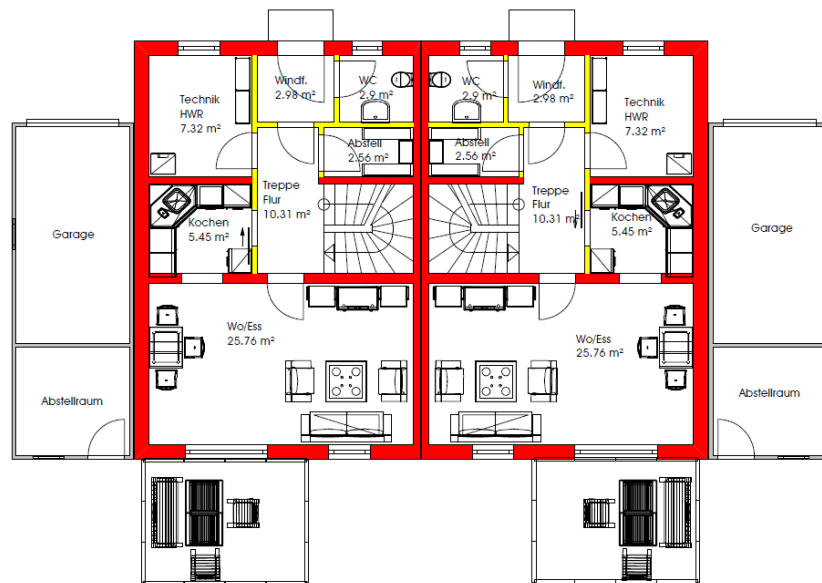 Windf.
2.98 m²
WC
2.9 m²
WC
2.9 m²
Windf.
2.98 m²
Technik
HWR
7.32 m²
Technik
HWR
7.32 m²
Abstell
2.56 m²
Abstell
2.56 m²
Treppe
Flur
10.31 m²
Treppe
Flur
10.31 m²
Kochen
5.45 m²
Kochen
5.45 m²
Garage
Garage
Wo/Ess
25.76 m²
Wo/Ess
25.76 m²
Abstellraum
Abstellraum